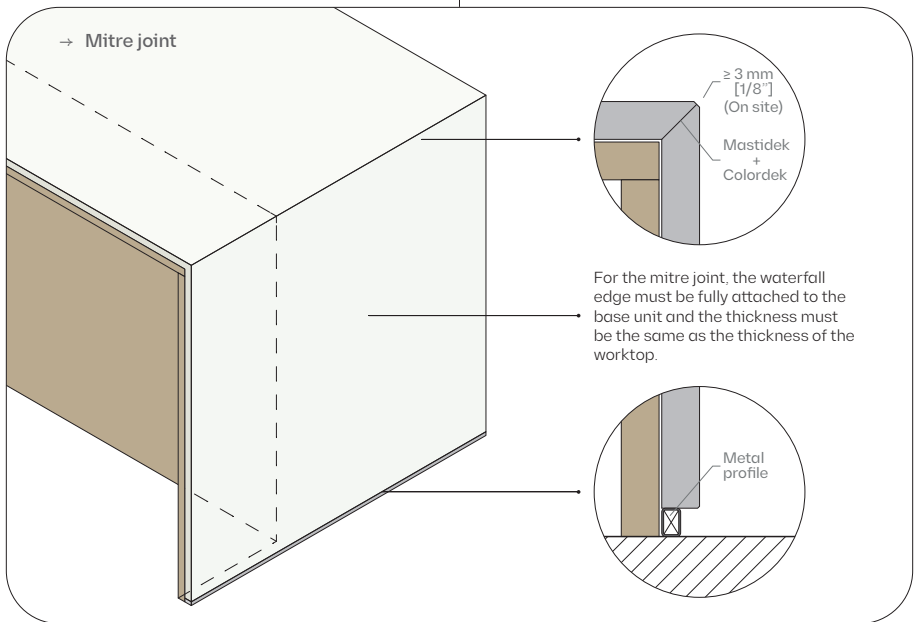 → Mitre joint
≥ 3 mm
[1/8”]
(On site)
Mastidek
+
Colordek
For the mitre joint, the waterfall
edge must be fully attached to the
base unit and the thickness must
be the same as the thickness of the
worktop.
Metal
profile